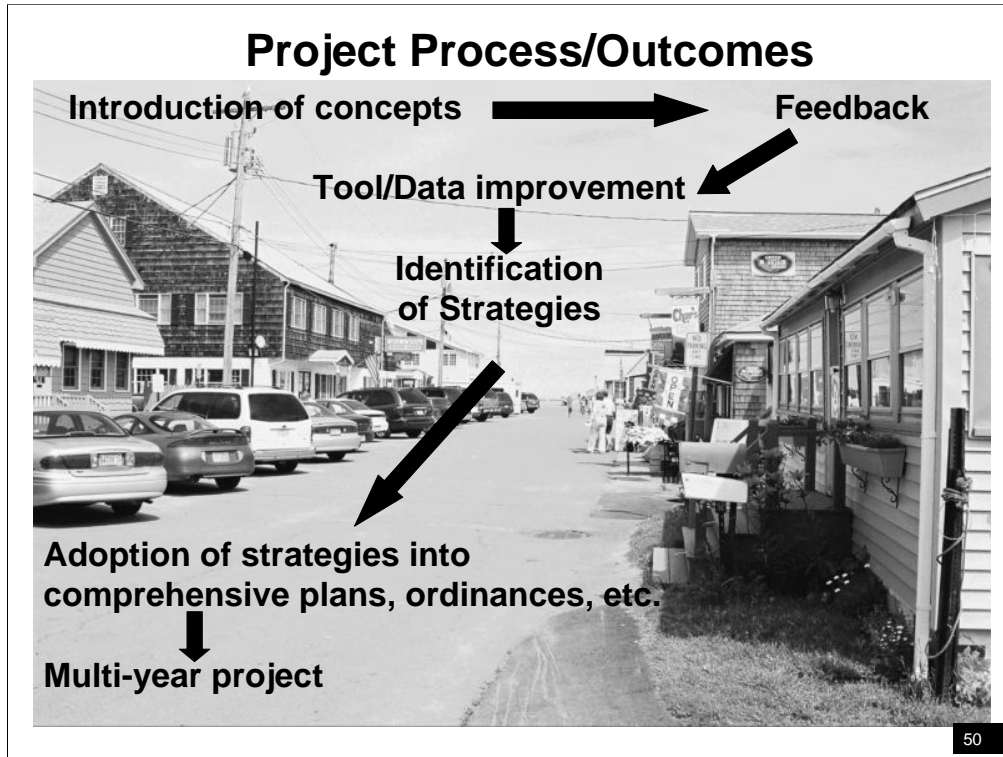 Project Process/Outcomes
Introduction of concepts
Feedback
Tool/Data improvement
Identification
of Strategies
Adoption of strategies into
comprehensive plans, ordinances, etc.
Multi-year project
50